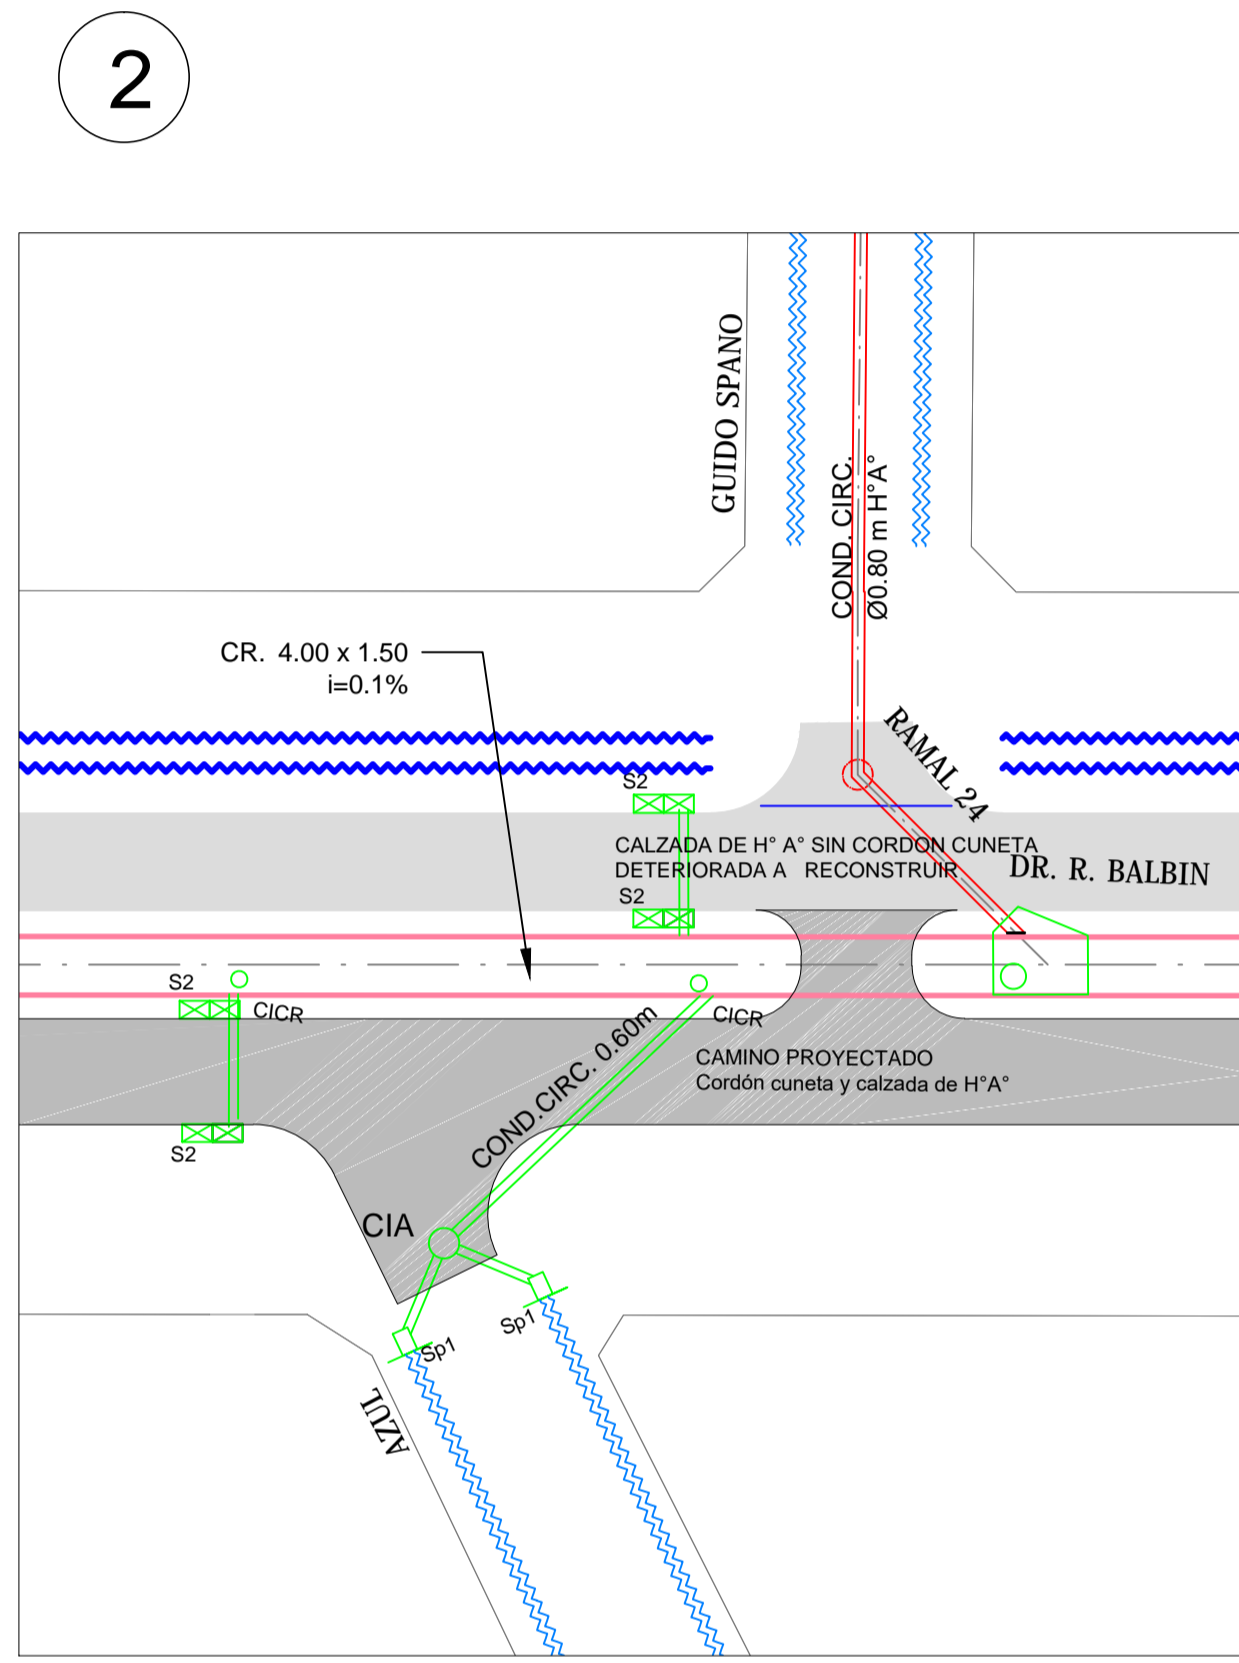 2
GUIDO SPANO
COND. CIRC.
Ø0.80 m H°A°
CR. 4.00 x 1.50
i=0.1%
RAMAL 24
S2
CALZADA DE H° A° SIN CORDON CUNETA
DETERIORADA A RECONSTRUIR
DR. R. BALBIN
S2
S2
CICR
CICR
COND.CIRC. 0.60m
CAMINO PROYECTADO
Cordón cuneta y calzada de H°A°
S2
CIA
Sp1
Sp1
AZUL